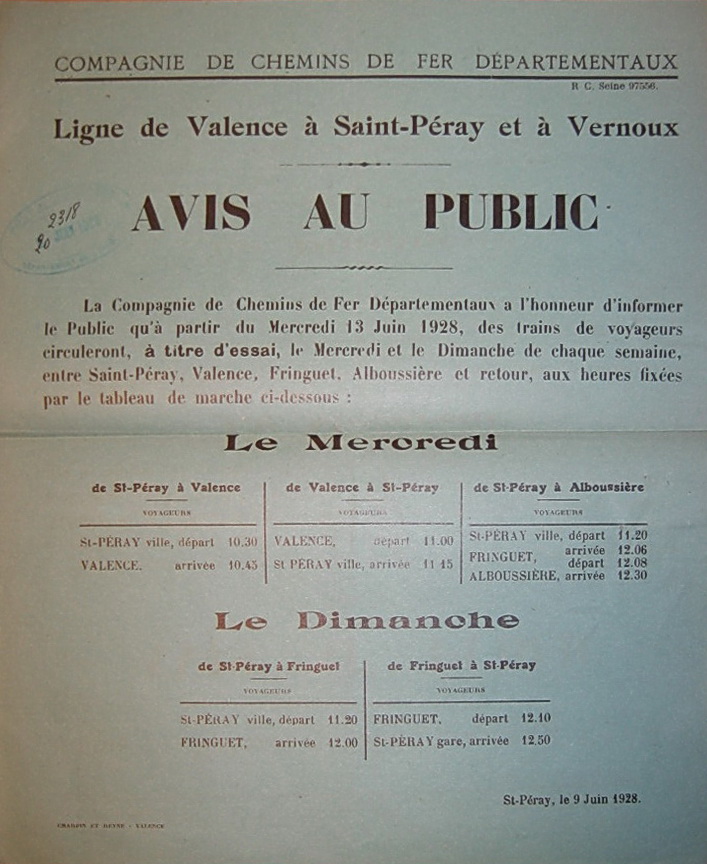 COMPAGNIE DE CHEMINS DE FER DÉPARTEMENTAUX
R. C. Seine 97556.
Ligne de Valence à Saint-Péray et à Vernoux
AVIS AU PUBLIC
2318
20
La Compagnie de Chemins de Fer Départementaux a l'honneur d'informer
le Public qu'à partir du Mercredi 13 Juin 1928, des trains de voyageurs
circuleront, à titre d'essai, le Mercredi et le Dimanche de chaque semaine,
entre Saint-Péray, Valence, Fringuet, Alboussière et retour, aux heures fixées
par le tableau de marche ci-dessous :
Le Mercredi
de St-Péray à Valence
VOYAGEURS
St-PÉRAY ville, départ 10.30
VALENCE, arrivée 10.45
de Valence à St-Péray
VOYAGEURS
VALENCE, départ 11.00
St PÉRAY ville, arrivée 11 15
de St-Péray à Alboussière
VOYAGEURS
St-PÉRAY ville, départ 11.20
FRINGUET, arrivée 12.06
départ 12.08
ALBOUSSIÈRE, arrivée 12.30
Le Dimanche
de St-Péray à Fringuet
VOYAGEURS
St-PÉRAY ville, départ 11.20
FRINGUET, arrivée 12.00
de Fringuet à St-Péray
VOYAGEURS
FRINGUET, départ 12.10
St-PÉRAY gare, arrivée 12.50
St-Péray, le 9 Juin 1928.
VALENCE